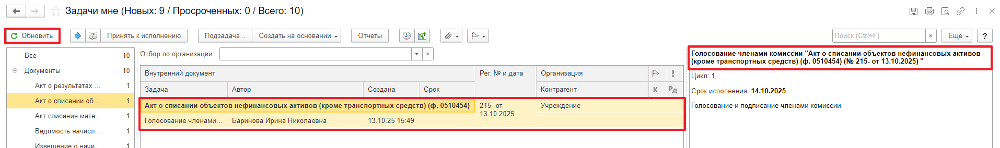 Задачи мне (Новых: 9 / Просроченных: 0 / Всего: 10)
Обновить
Принять к исполнению
Подзадача...
Создать на основании
Отчеты
Поиск (Ctrl+F)
×
Еще
?
Все 10
Документы 10
Акт о результатах ... 1
Акт о списании об... 1
Акт списания мате... 1
Ведомость начисл... 1
Извещение о начи 1
Отбор по организации:
×
Внутренний документ Рег. № и дата Организация
Задача Автор Создана Срок Контрагент К Рд
Акт о списании объектов нефинансовых активов (кроме транспортных средств) (ф. 0510454) 215- от Учреждение
13.10.2025
Голосование членами... Баринова Ирина Николаевна 13.10.25 15:49
Голосование членами комиссии "Акт о списании объектов нефинансовых активов
(кроме транспортных средств) (ф. 0510454) (№ 215- от 13.10.2025) "
Цикл: 1
Срок исполнения: 14.10.2025
Голосование и подписание членами комиссии